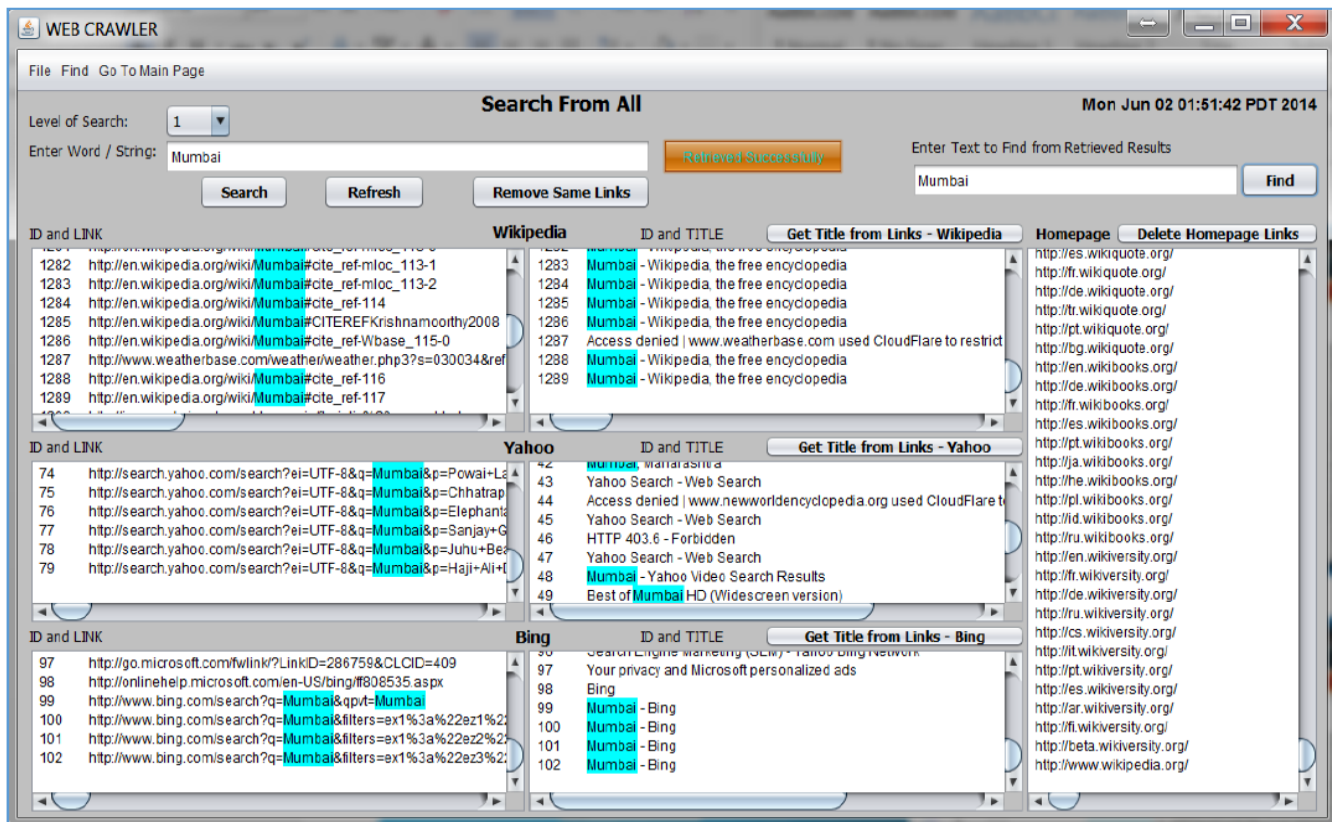 WEB CRAWLER
File Find Go To Main Page
Search From All
Mon Jun 02 01:51:42 PDT 2014
Level of Search: 1
Enter Word / String: Mumbai
Retrieved Successfully
Enter Text to Find from Retrieved Results
Mumbai
Find
Search Refresh Remove Same Links
ID and LINK Wikipedia ID and TITLE Get Title from Links - Wikipedia Homepage Delete Homepage Links
1282 http://en.wikipedia.org/wiki/Mumbai#cite_ref-mloc_113-1
1283 http://en.wikipedia.org/wiki/Mumbai#cite_ref-mloc_113-2
1284 http://en.wikipedia.org/wiki/Mumbai#cite_ref-114
1285 http://en.wikipedia.org/wiki/Mumbai#CITEREFKrishnamoorthy2008
1286 http://en.wikipedia.org/wiki/Mumbai#cite_ref-Wbase_115-0
1287 http://www.weatherbase.com/weather/weather.php3?s=030034&ref
1288 http://en.wikipedia.org/wiki/Mumbai#cite_ref-116
1289 http://en.wikipedia.org/wiki/Mumbai#cite_ref-117
1283 Mumbai - Wikipedia, the free encyclopedia
1284 Mumbai - Wikipedia, the free encyclopedia
1285 Mumbai - Wikipedia, the free encyclopedia
1286 Mumbai - Wikipedia, the free encyclopedia
1287 Access denied | www.weatherbase.com used CloudFlare to restrict
1288 Mumbai - Wikipedia, the free encyclopedia
1289 Mumbai - Wikipedia, the free encyclopedia
ID and LINK Yahoo ID and TITLE Get Title from Links - Yahoo
74 http://search.yahoo.com/search?ei=UTF-8&q=Mumbai&p=Powai+La
75 http://search.yahoo.com/search?ei=UTF-8&q=Mumbai&p=Chhatrap
76 http://search.yahoo.com/search?ei=UTF-8&q=Mumbai&p=Elephanta
77 http://search.yahoo.com/search?ei=UTF-8&q=Mumbai&p=Sanjay+G
78 http://search.yahoo.com/search?ei=UTF-8&q=Mumbai&p=Juhu+Bea
79 http://search.yahoo.com/search?ei=UTF-8&q=Mumbai&p=Haji+Ali+D
42 Mumbai, Maharashtra
43 Yahoo Search - Web Search
44 Access denied | www.newworldencyclopedia.org used CloudFlare to
45 Yahoo Search - Web Search
46 HTTP 403.6 - Forbidden
47 Yahoo Search - Web Search
48 Mumbai - Yahoo Video Search Results
49 Best of Mumbai HD (Widescreen version)
ID and LINK Bing ID and TITLE Get Title from Links - Bing
97 http://go.microsoft.com/fwlink/?LinkID=286759&CLCID=409
98 http://onlinehelp.microsoft.com/en-US/bing/ff808535.aspx
99 http://www.bing.com/search?q=Mumbai&qpvt=Mumbai
100 http://www.bing.com/search?q=Mumbai&filters=ex1%3a%22ez1%22
101 http://www.bing.com/search?q=Mumbai&filters=ex1%3a%22ez2%22
102 http://www.bing.com/search?q=Mumbai&filters=ex1%3a%22ez3%22
96 Search Engine Marketing (SEM) - Yahoo Bing Network
97 Your privacy and Microsoft personalized ads
98 Bing
99 Mumbai - Bing
100 Mumbai - Bing
101 Mumbai - Bing
102 Mumbai - Bing
http://es.wikiquote.org/
http://fr.wikiquote.org/
http://de.wikiquote.org/
http://tr.wikiquote.org/
http://pt.wikiquote.org/
http://bg.wikiquote.org/
http://en.wikibooks.org/
http://de.wikibooks.org/
http://fr.wikibooks.org/
http://es.wikibooks.org/
http://pt.wikibooks.org/
http://ja.wikibooks.org/
http://he.wikibooks.org/
http://pl.wikibooks.org/
http://id.wikibooks.org/
http://ru.wikibooks.org/
http://en.wikiversity.org/
http://fr.wikiversity.org/
http://de.wikiversity.org/
http://ru.wikiversity.org/
http://cs.wikiversity.org/
http://it.wikiversity.org/
http://pt.wikiversity.org/
http://es.wikiversity.org/
http://ar.wikiversity.org/
http://fi.wikiversity.org/
http://beta.wikiversity.org/
http://www.wikipedia.org/